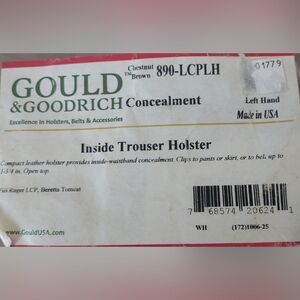 01779
Chestnut
Brown 890-LCPLH
GOULD ™
&GOODRICH Concealment
Left Hand
Made in USA
Excellence In Holsters, Belts & Accessories
Inside Trouser Holster
Compact leather holster provides inside-waistband concealment. Clips to pants or skirt, or to belt up to
1-3/4 in. Open top.
Fits Ruger LCP, Beretta Tomcat
7 68574 20624 1
www.GouldUSA.com
WH (172)1006-25